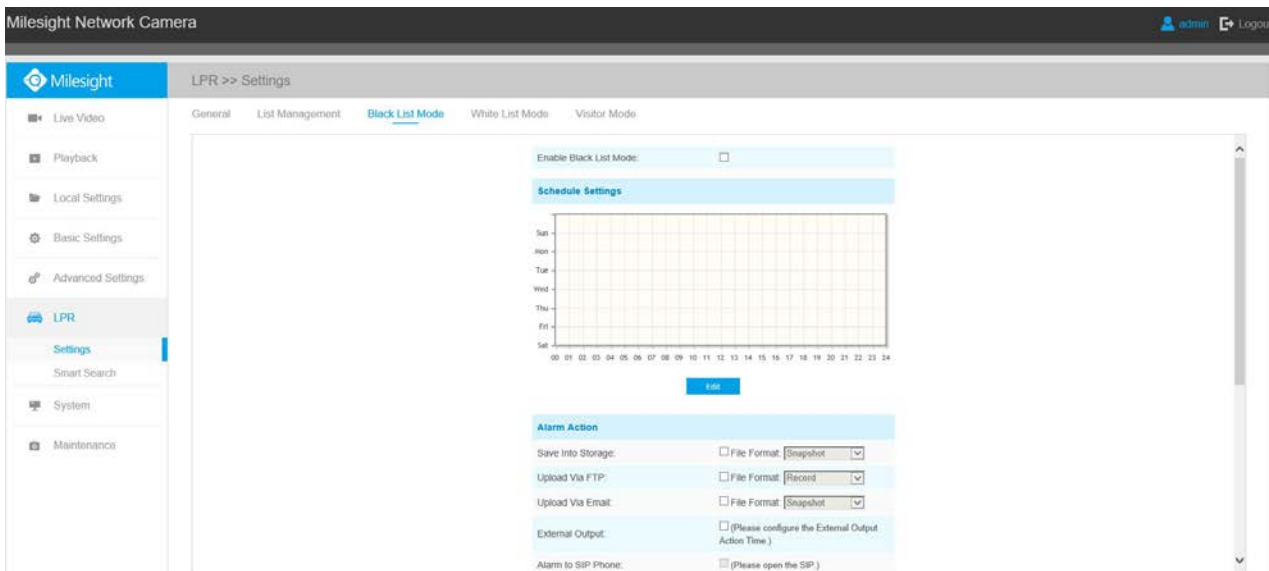 Milesight Network Camera
admin Logou
Milesight
LPR >> Settings
Live Video
Playback
Local Settings
Basic Settings
Advanced Settings
LPR
Settings
Smart Search
System
Maintenance
General List Management Black List Mode White List Mode Visitor Mode
Enable Black List Mode:
Schedule Settings
Sun
Mon
Tue
Wed
Thu
Fri
Sat
00 01 02 03 04 05 06 07 08 09 10 11 12 13 14 15 16 17 18 19 20 21 22 23 24
Edit
Alarm Action
Save Into Storage: File Format: Snapshot
Upload Via FTP: File Format: Record
Upload Via Email: File Format: Snapshot
External Output: (Please configure the External Output
Action Time.)
Alarm to SIP Phone: (Please open the SIP.)